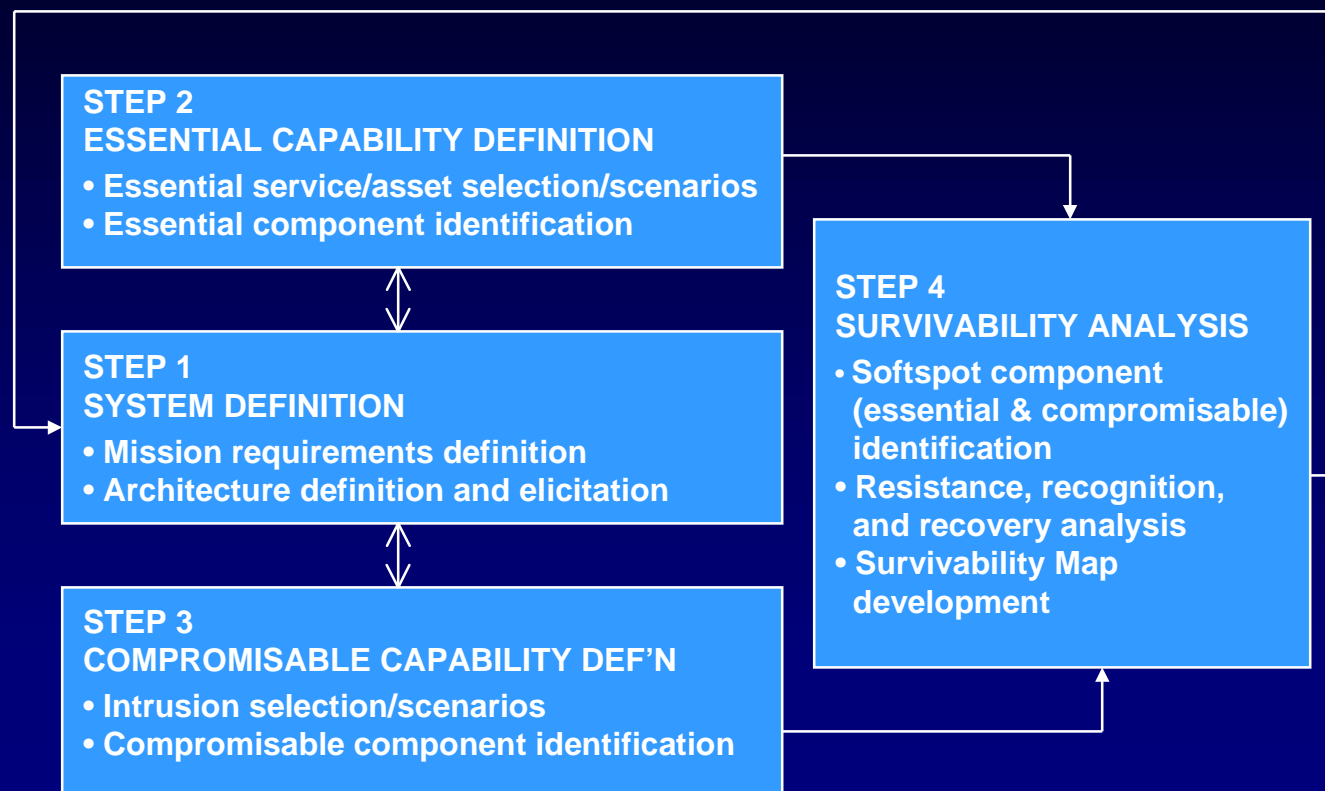 STEP 2
ESSENTIAL CAPABILITY DEFINITION
• Essential service/asset selection/scenarios
• Essential component identification
STEP 1
SYSTEM DEFINITION
• Mission requirements definition
• Architecture definition and elicitation
STEP 3
COMPROMISABLE CAPABILITY DEF’N
• Intrusion selection/scenarios
• Compromisable component identification
STEP 4
SURVIVABILITY ANALYSIS
• Softspot component
(essential & compromisable)
identification
• Resistance, recognition,
and recovery analysis
• Survivability Map
development